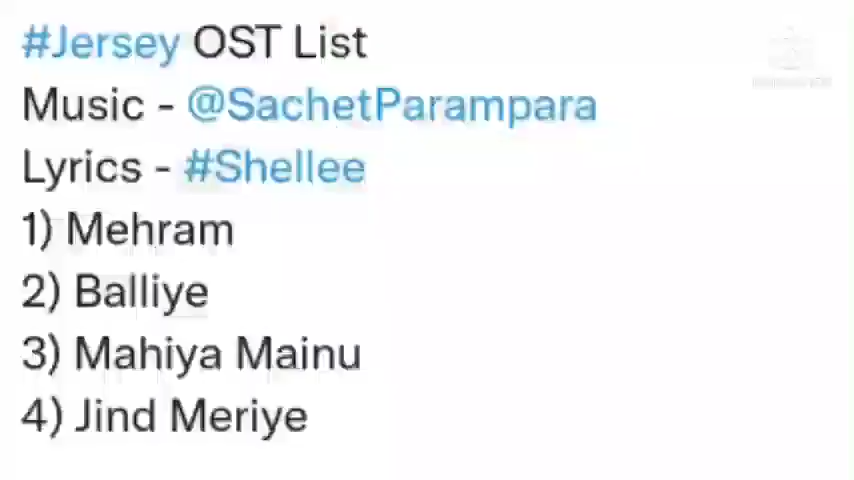 #Jersey OST List
Music - @SachetParampara
Lyrics - #Shellee
1) Mehram
2) Balliye
3) Mahiya Mainu
4) Jind Meriye